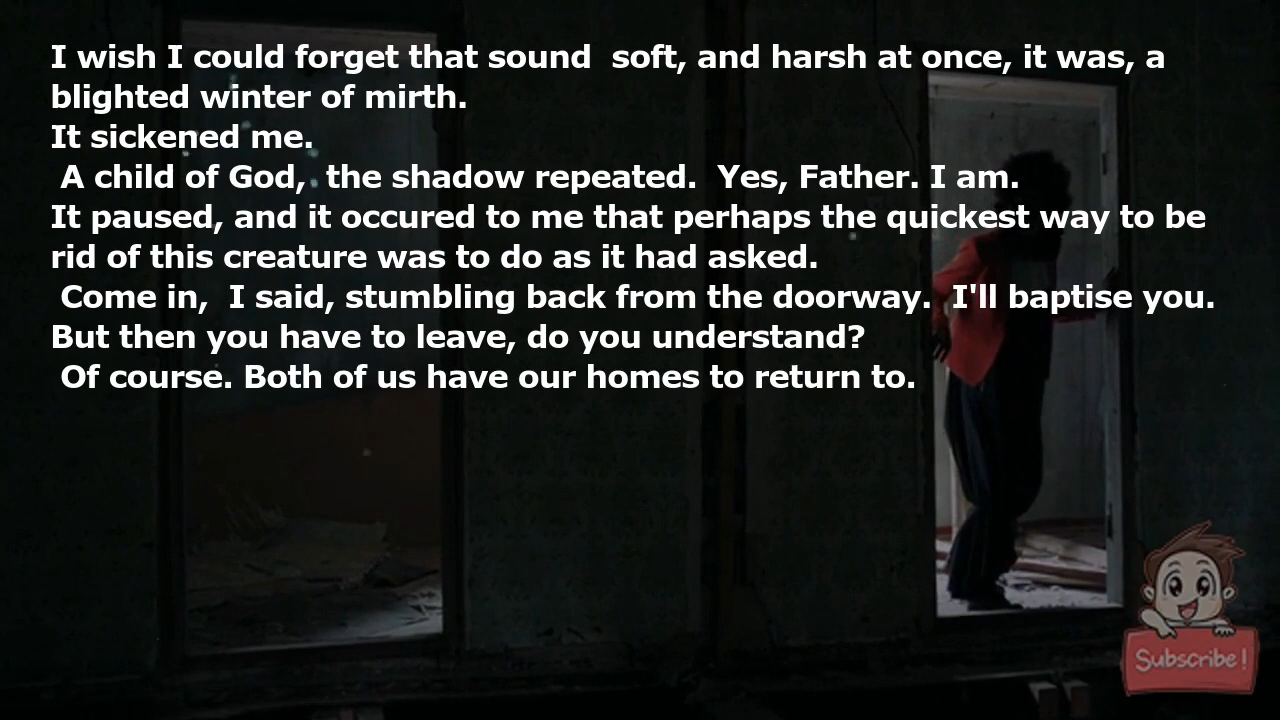 I wish I could forget that sound  soft, and harsh at once, it was, a
blighted winter of mirth.
It sickened me.
A child of God,  the shadow repeated.  Yes, Father. I am.
It paused, and it occured to me that perhaps the quickest way to be
rid of this creature was to do as it had asked.
Come in,  I said, stumbling back from the doorway.  I'll baptise you.
But then you have to leave, do you understand?
Of course. Both of us have our homes to return to.
Subscribe!